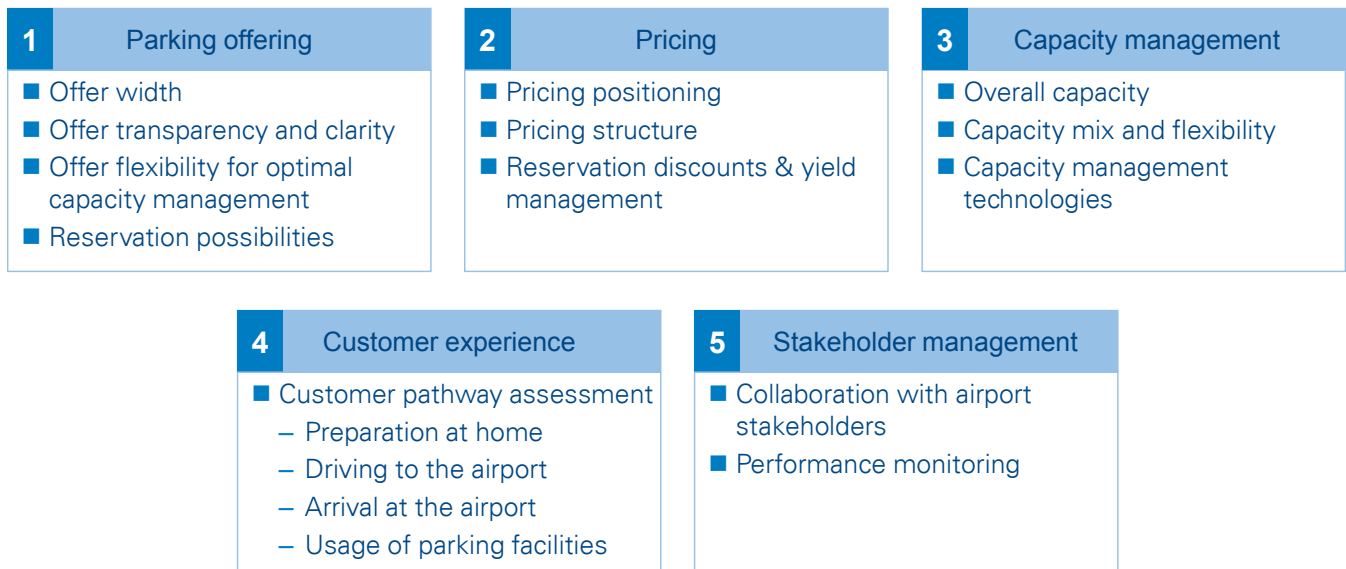 1 Parking offering
■ Offer width
■ Offer transparency and clarity
■ Offer flexibility for optimal
capacity management
■ Reservation possibilities
2 Pricing
■ Pricing positioning
■ Pricing structure
■ Reservation discounts & yield
management
3 Capacity management
■ Overall capacity
■ Capacity mix and flexibility
■ Capacity management
technologies
4 Customer experience
■ Customer pathway assessment
– Preparation at home
– Driving to the airport
– Arrival at the airport
– Usage of parking facilities
5 Stakeholder management
■ Collaboration with airport
stakeholders
■ Performance monitoring